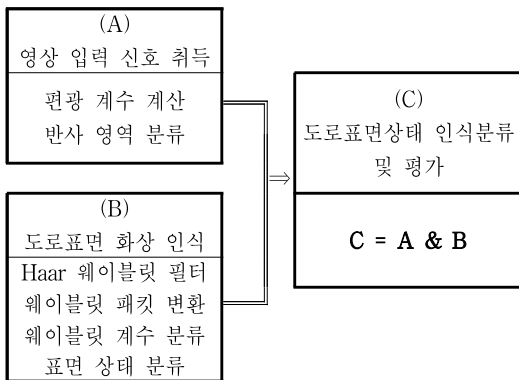 (A)
영상 입력 신호 취득
편광 계수 계산
반사 영역 분류
(B)
도로표면 화상 인식
Haar 웨이블릿 필터
웨이블릿 패킷 변환
웨이블릿 계수 분류
표면 상태 분류
⇒
(C)
도로표면상태 인식분류
및 평가
C = A & B